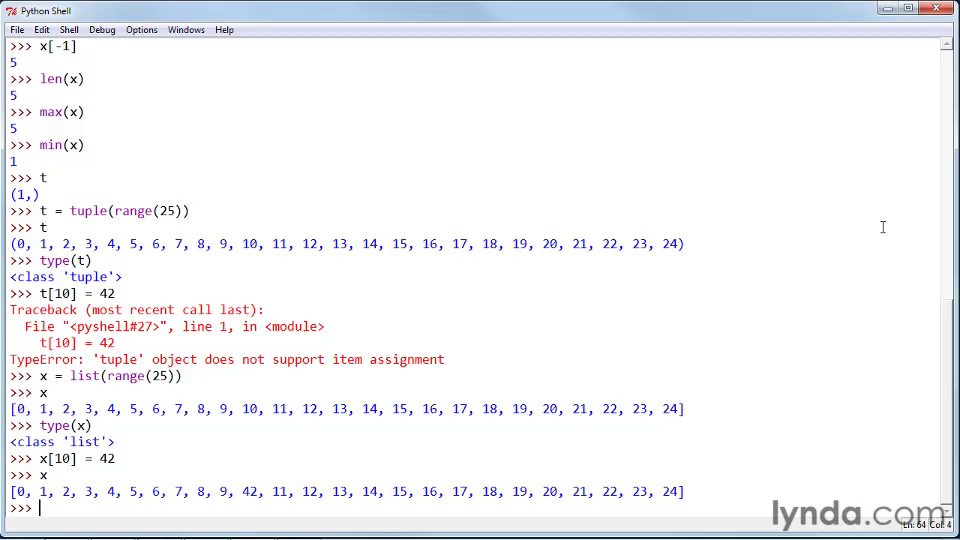 Python Shell
File Edit Shell Debug Options Windows Help
>>> x[-1]
5
>>> len(x)
5
>>> max(x)
5
>>> min(x)
1
>>> t
(1,)
>>> t = tuple(range(25))
>>> t
(0, 1, 2, 3, 4, 5, 6, 7, 8, 9, 10, 11, 12, 13, 14, 15, 16, 17, 18, 19, 20, 21, 22, 23, 24)
>>> type(t)
<class 'tuple'>
>>> t[10] = 42
Traceback (most recent call last):
  File "<pyshell#27>", line 1, in <module>
    t[10] = 42
TypeError: 'tuple' object does not support item assignment
>>> x = list(range(25))
>>> x
[0, 1, 2, 3, 4, 5, 6, 7, 8, 9, 10, 11, 12, 13, 14, 15, 16, 17, 18, 19, 20, 21, 22, 23, 24]
>>> type(x)
<class 'list'>
>>> x[10] = 42
>>> x
[0, 1, 2, 3, 4, 5, 6, 7, 8, 9, 42, 11, 12, 13, 14, 15, 16, 17, 18, 19, 20, 21, 22, 23, 24]
>>>
lynda.com
Ln: 64 Col: 4